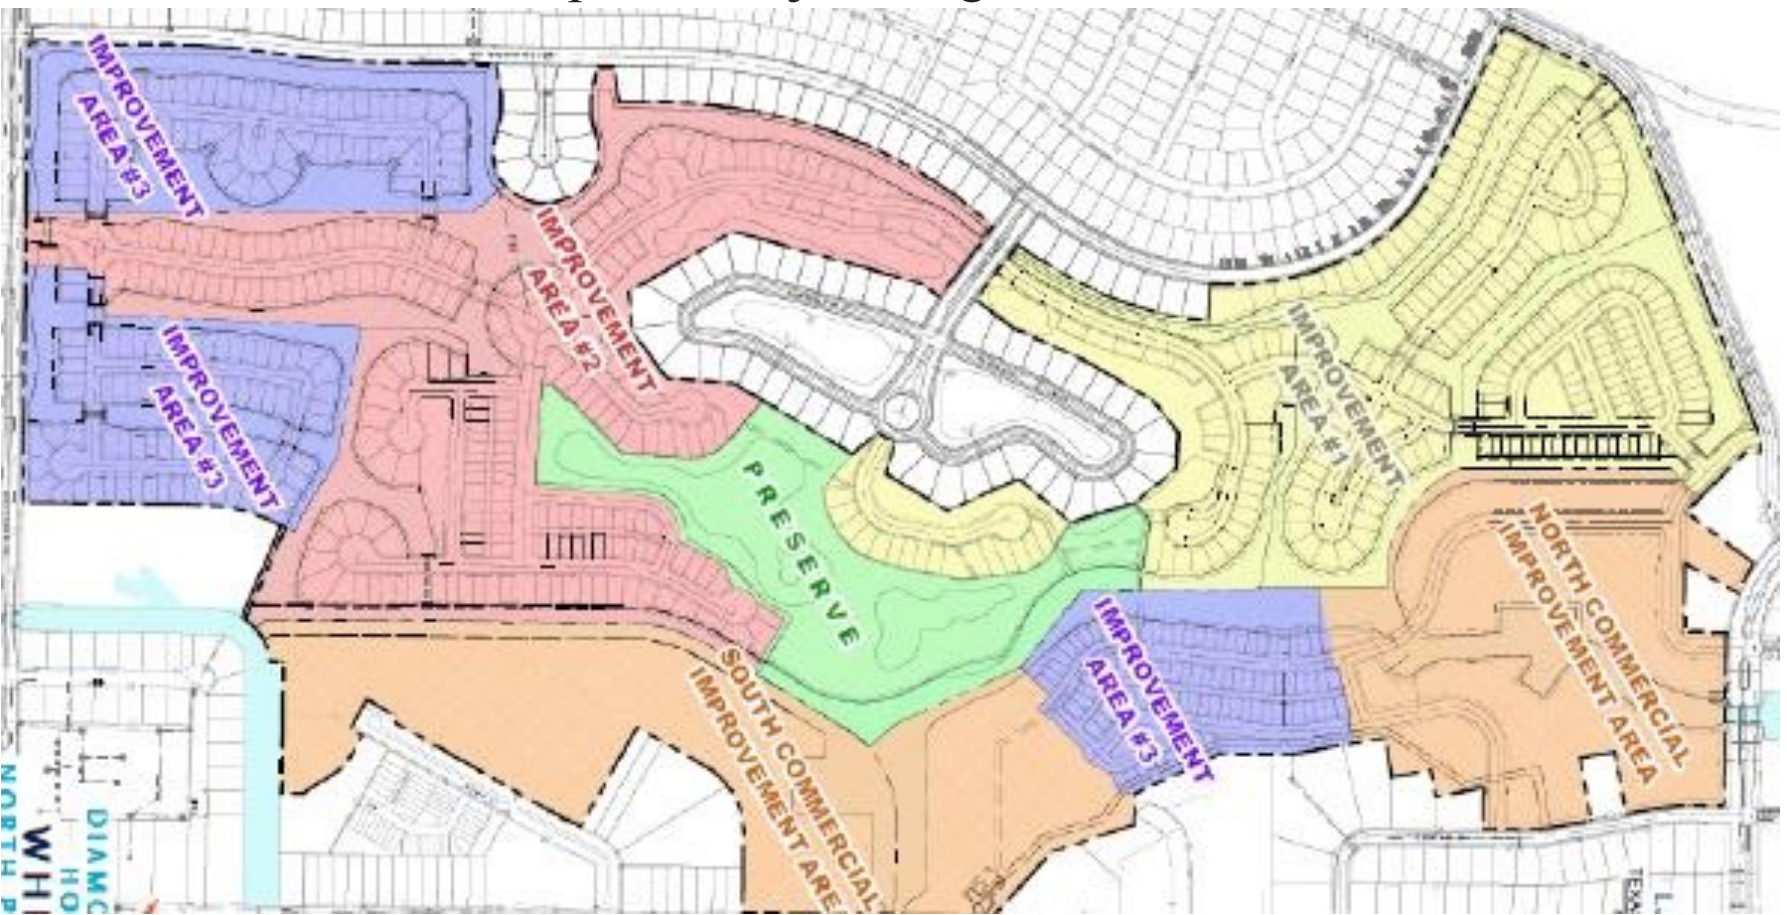 IMPROVEMENT
AREA #3
IMPROVEMENT
AREA #2
IMPROVEMENT
AREA #3
IMPROVEMENT
AREA #1
PRESERVE
NORTH COMMERCIAL
IMPROVEMENT AREA
IMPROVEMENT
AREA #3
SOUTH COMMERCIAL
IMPROVEMENT AREA